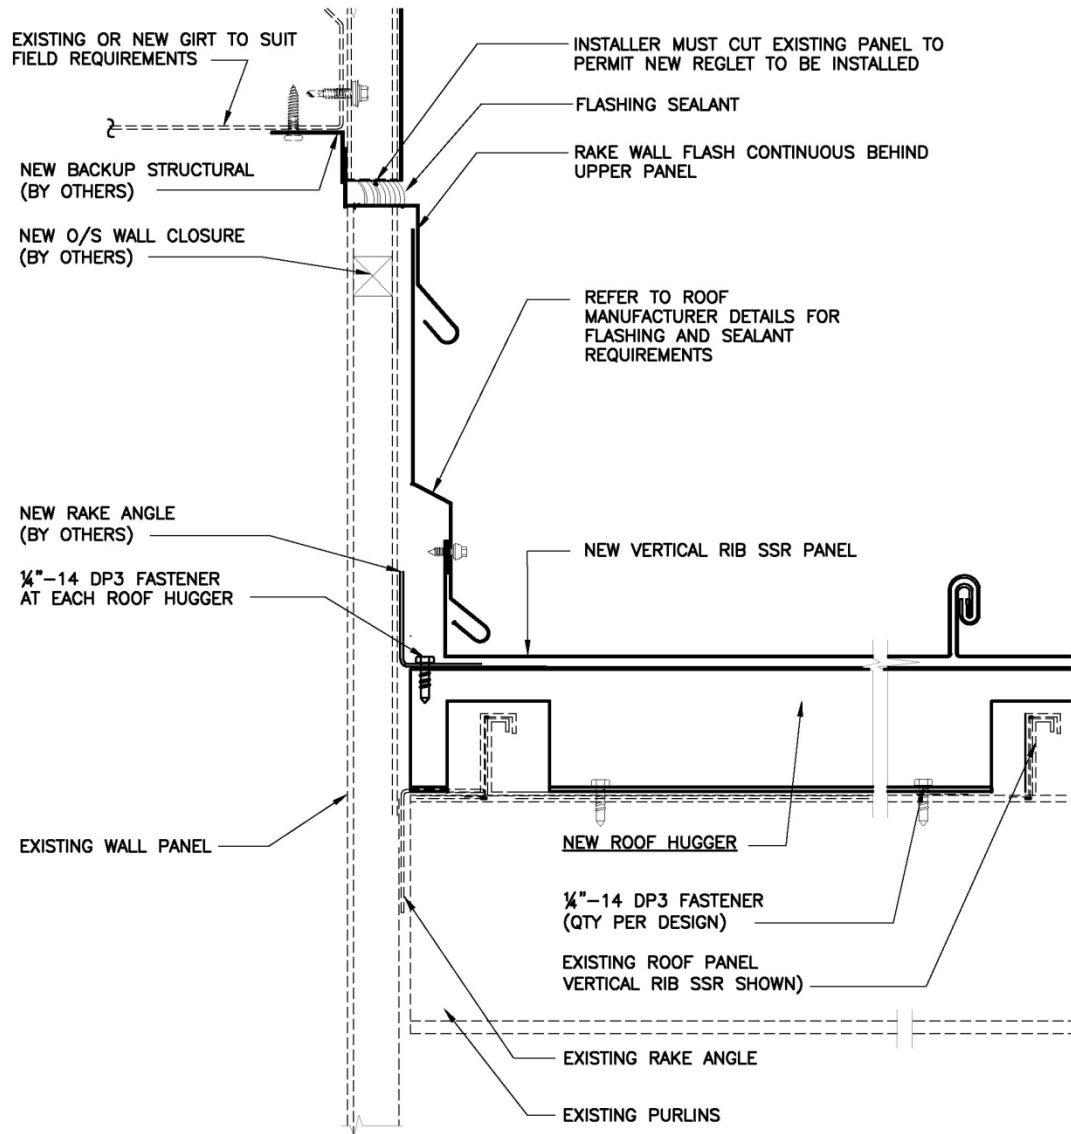 EXISTING OR NEW GIRT TO SUIT
FIELD REQUIREMENTS
NEW BACKUP STRUCTURAL
(BY OTHERS)
NEW O/S WALL CLOSURE
(BY OTHERS)
NEW RAKE ANGLE
(BY OTHERS)
¼"-14 DP3 FASTENER
AT EACH ROOF HUGGER
EXISTING WALL PANEL
INSTALLER MUST CUT EXISTING PANEL TO
PERMIT NEW REGLET TO BE INSTALLED
FLASHING SEALANT
RAKE WALL FLASH CONTINUOUS BEHIND
UPPER PANEL
REFER TO ROOF
MANUFACTURER DETAILS FOR
FLASHING AND SEALANT
REQUIREMENTS
NEW VERTICAL RIB SSR PANEL
NEW ROOF HUGGER
¼"-14 DP3 FASTENER
(QTY PER DESIGN)
EXISTING ROOF PANEL
VERTICAL RIB SSR SHOWN)
EXISTING RAKE ANGLE
EXISTING PURLINS